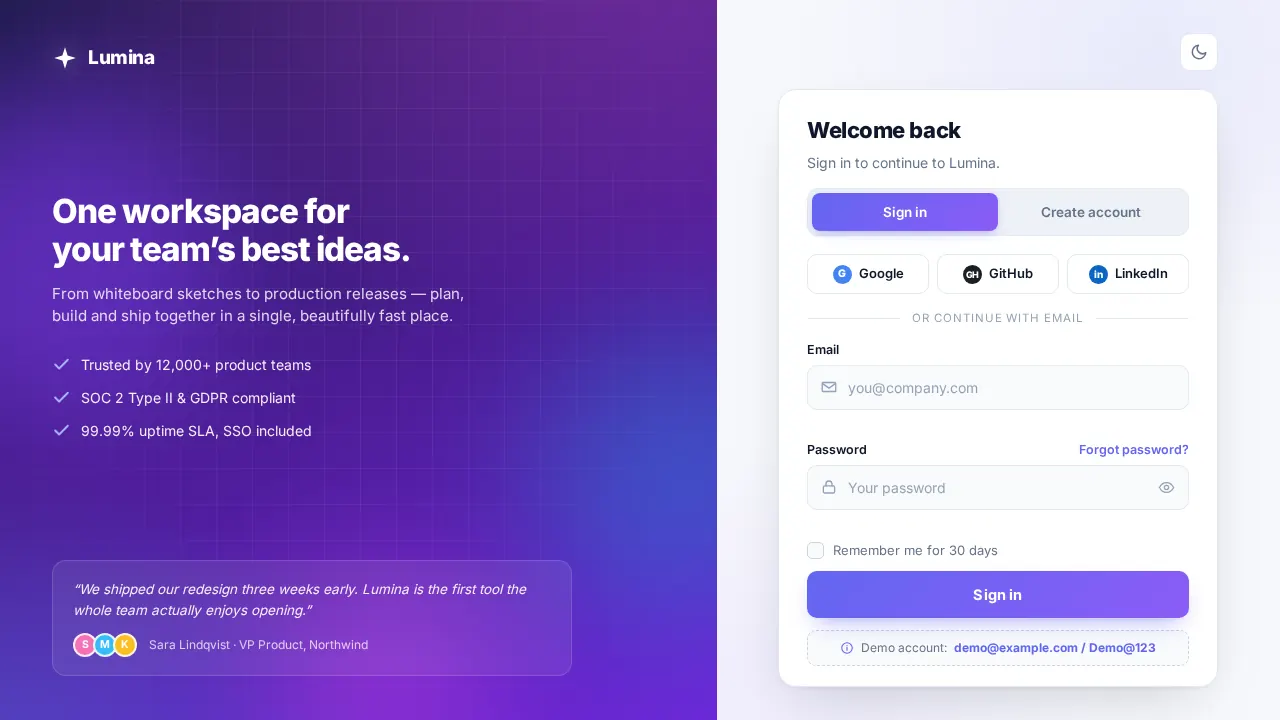 Lumina
One workspace for
your team’s best ideas.
From whiteboard sketches to production releases — plan,
build and ship together in a single, beautifully fast place.
Trusted by 12,000+ product teams
SOC 2 Type II & GDPR compliant
99.99% uptime SLA, SSO included
“We shipped our redesign three weeks early. Lumina is the first tool the
whole team actually enjoys opening.”
S M K Sara Lindqvist · VP Product, Northwind
Welcome back
Sign in to continue to Lumina.
Sign in Create account
G Google GH GitHub in LinkedIn
OR CONTINUE WITH EMAIL
Email
you@company.com
Password Forgot password?
Your password
Remember me for 30 days
Sign in
Demo account: demo@example.com / Demo@123